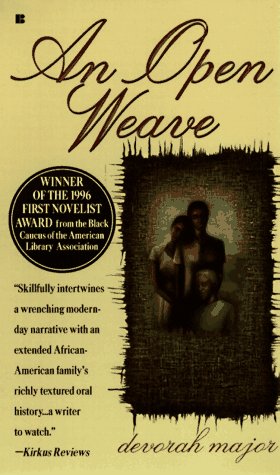 B
An Open
Weave
WINNER
OF THE 1996
FIRST NOVELIST
AWARD from the Black
Caucus of the American
Library Association
"Skillfully intertwines
a wrenching modern-
day narrative with an
extended African-
American family's
richly textured oral
history...a writer
to watch."
—Kirkus Reviews
devorah major